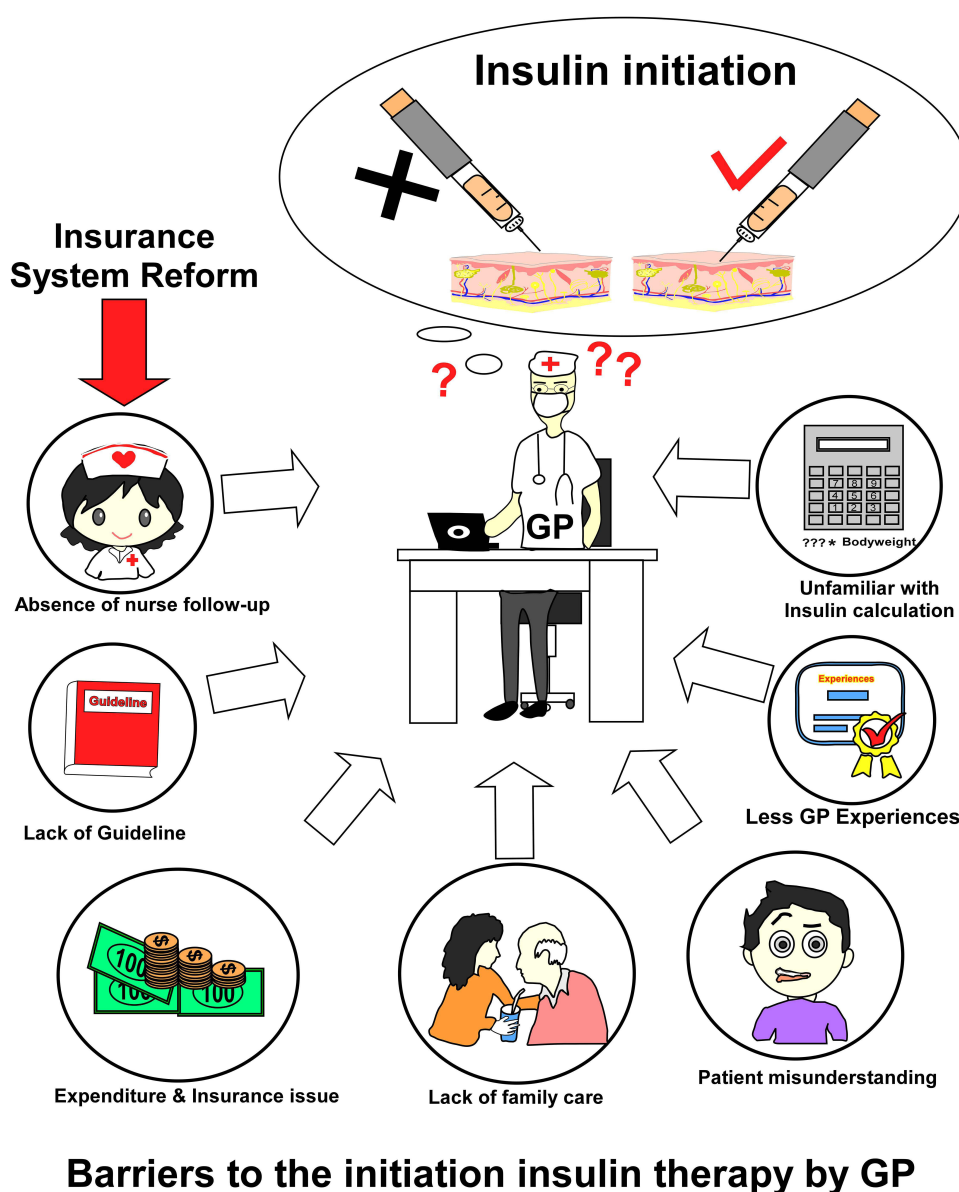 Insulin initiation
Insurance
System Reform
?
??
GP
Absence of nurse follow-up
7 8 9
4 5 6
1 2 3
??? * Bodyweight
Unfamiliar with
Insulin calculation
Guideline
Lack of Guideline
Experiences
Less GP Experiences
100
100
100
$
$
$
Expenditure & Insurance issue
Lack of family care
Patient misunderstanding
Barriers to the initiation insulin therapy by GP